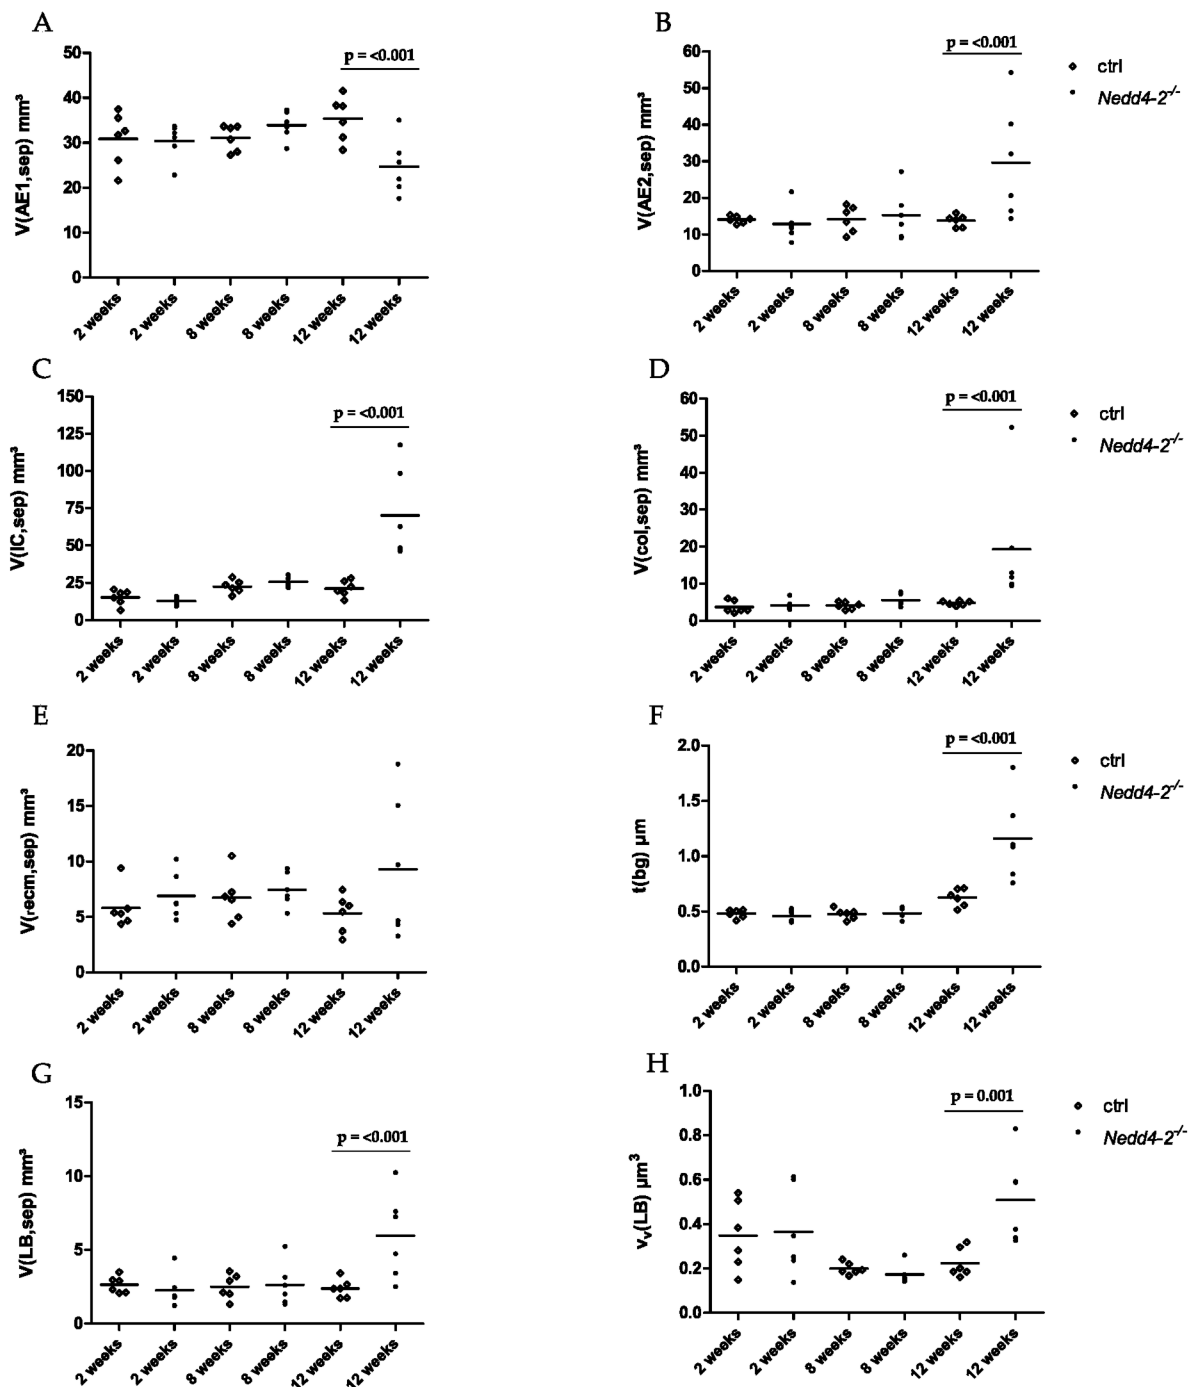 A
p = <0.001
V(AE1,sep) mm³
50
40
30
20
10
0
2 weeks
2 weeks
8 weeks
8 weeks
12 weeks
12 weeks
B
p = <0.001
V(AE2,sep) mm³
60
50
40
30
20
10
0
2 weeks
2 weeks
8 weeks
8 weeks
12 weeks
12 weeks
ctrl
Nedd4-2-/-
C
p = <0.001
V(IC,sep) mm³
150
125
100
75
50
25
0
2 weeks
2 weeks
8 weeks
8 weeks
12 weeks
12 weeks
D
p = <0.001
V(col,sep) mm³
60
50
40
30
20
10
0
2 weeks
2 weeks
8 weeks
8 weeks
12 weeks
12 weeks
ctrl
Nedd4-2-/-
E
V(recm,sep) mm³
20
15
10
5
0
2 weeks
2 weeks
8 weeks
8 weeks
12 weeks
12 weeks
F
p = <0.001
t(bg) μm
2.0
1.5
1.0
0.5
0.0
2 weeks
2 weeks
8 weeks
8 weeks
12 weeks
12 weeks
ctrl
Nedd4-2-/-
G
p = <0.001
V(LB,sep) mm³
15
10
5
0
2 weeks
2 weeks
8 weeks
8 weeks
12 weeks
12 weeks
H
p = 0.001
vv(LB) μm³
1.0
0.8
0.6
0.4
0.2
0.0
2 weeks
2 weeks
8 weeks
8 weeks
12 weeks
12 weeks
ctrl
Nedd4-2-/-